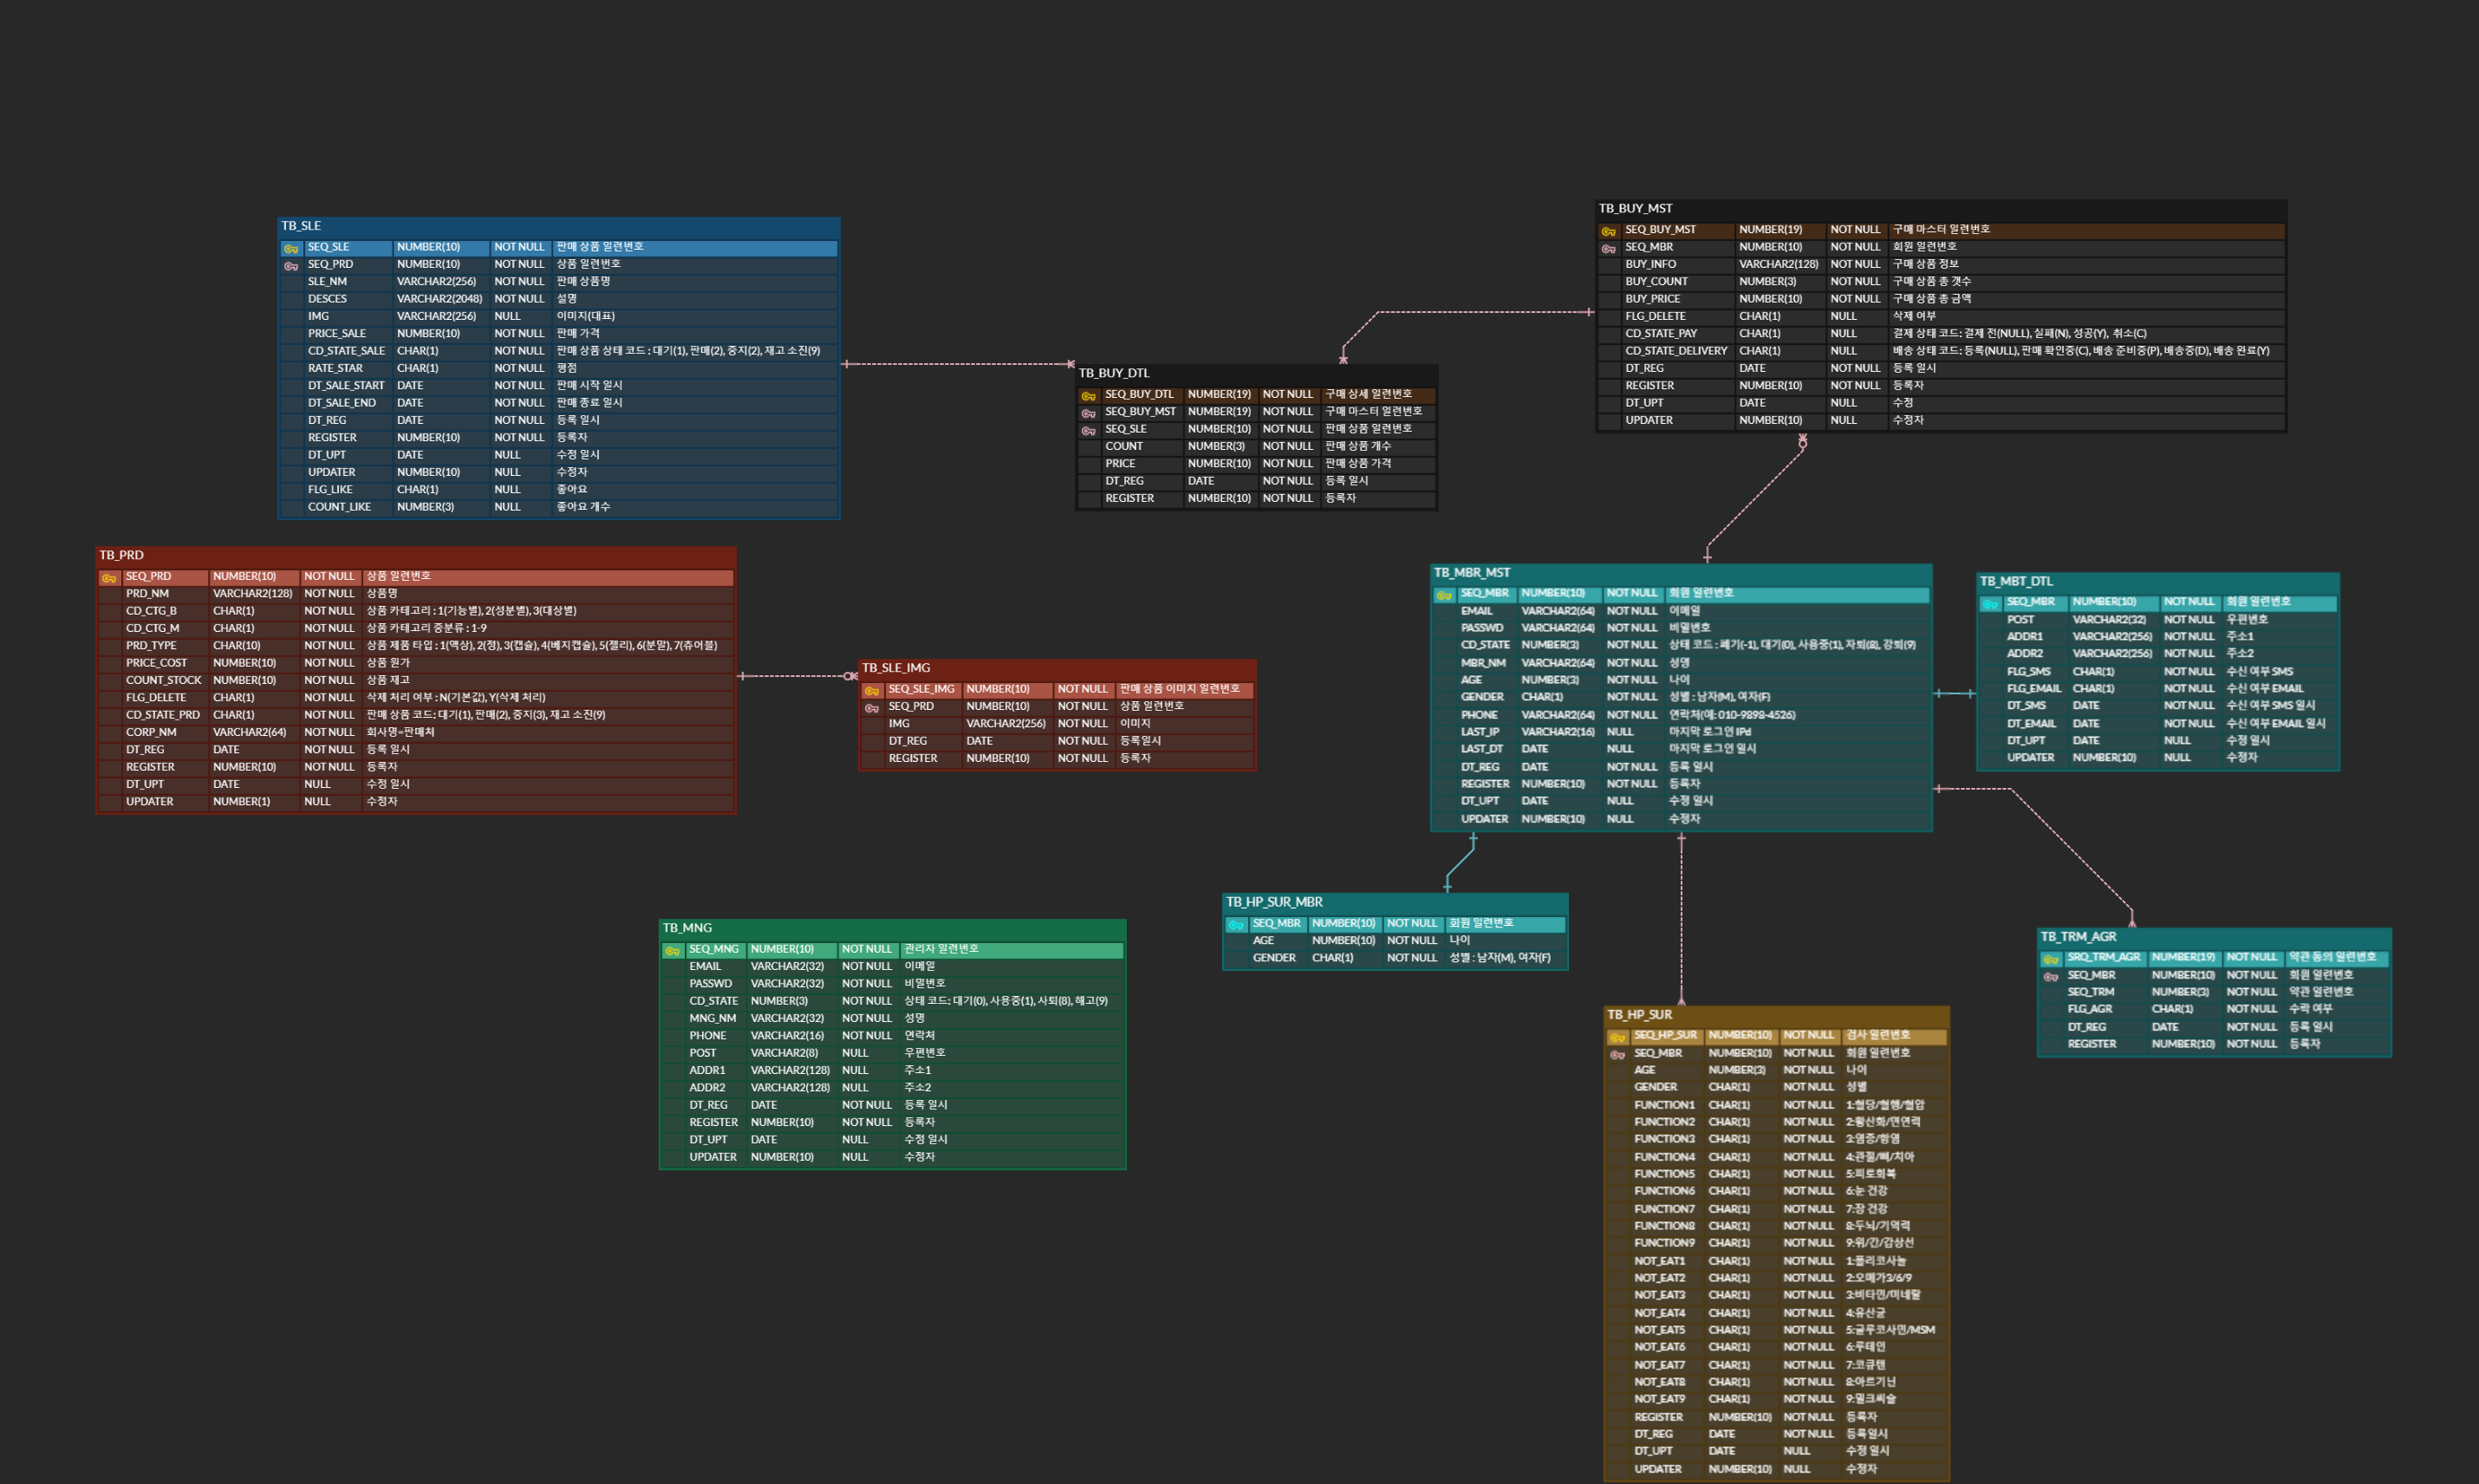 TB_SLE
SEQ_SLE NUMBER(10) NOT NULL 판매 상품 일련번호
SEQ_PRD NUMBER(10) NOT NULL 상품 일련번호
SLE_NM VARCHAR2(256) NOT NULL 판매 상품명
DESCES VARCHAR2(2048) NOT NULL 설명
IMG VARCHAR2(256) NULL 이미지(대표)
PRICE_SALE NUMBER(10) NOT NULL 판매 가격
CD_STATE_SALE CHAR(1) NOT NULL 판매 상품 상태 코드 : 대기(1), 판매(2), 중지(2), 재고 소진(9)
RATE_STAR CHAR(1) NOT NULL 평점
DT_SALE_START DATE NOT NULL 판매 시작 일시
DT_SALE_END DATE NOT NULL 판매 종료 일시
DT_REG DATE NOT NULL 등록 일시
REGISTER NUMBER(10) NOT NULL 등록자
DT_UPT DATE NULL 수정 일시
UPDATER NUMBER(10) NULL 수정자
FLG_LIKE CHAR(1) NULL 좋아요
COUNT_LIKE NUMBER(3) NULL 좋아요 개수
TB_BUY_DTL
SEQ_BUY_DTL NUMBER(19) NOT NULL 구매 상세 일련번호
SEQ_BUY_MST NUMBER(19) NOT NULL 구매 마스터 일련번호
SEQ_SLE NUMBER(10) NOT NULL 판매 상품 일련번호
COUNT NUMBER(3) NOT NULL 판매 상품 개수
PRICE NUMBER(10) NOT NULL 판매 상품 가격
DT_REG DATE NOT NULL 등록 일시
REGISTER NUMBER(10) NOT NULL 등록자
TB_BUY_MST
SEQ_BUY_MST NUMBER(19) NOT NULL 구매 마스터 일련번호
SEQ_MBR NUMBER(10) NOT NULL 회원 일련번호
BUY_INFO VARCHAR2(128) NOT NULL 구매 상품 정보
BUY_COUNT NUMBER(3) NOT NULL 구매 상품 총 갯수
BUY_PRICE NUMBER(10) NOT NULL 구매 상품 총 금액
FLG_DELETE CHAR(1) NULL 삭제 여부
CD_STATE_PAY CHAR(1) NULL 결제 상태 코드 : 결제 전(NULL), 실패(N), 성공(Y), 취소(C)
CD_STATE_DELIVERY CHAR(1) NULL 배송 상태 코드: 등록(NULL), 판매 확인중(C), 배송 준비중(P), 배송중(D), 배송 완료(Y)
DT_REG DATE NOT NULL 등록 일시
REGISTER NUMBER(10) NOT NULL 등록자
DT_UPT DATE NULL 수정
UPDATER NUMBER(10) NULL 수정자
TB_PRD
SEQ_PRD NUMBER(10) NOT NULL 상품 일련번호
PRD_NM VARCHAR2(128) NOT NULL 상품명
CD_CTG_B CHAR(1) NOT NULL 상품 카테고리 : 1(기능별), 2(성분별), 3(대상별)
CD_CTG_M CHAR(1) NOT NULL 상품 카테고리 중분류 : 1-9
PRD_TYPE CHAR(10) NOT NULL 상품 제품 타입 : 1(액상), 2(정), 3(캡슐), 4(베지캡슐), 5(젤리), 6(분말), 7(츄어블)
PRICE_COST NUMBER(10) NOT NULL 상품 원가
COUNT_STOCK NUMBER(10) NOT NULL 상품 재고
FLG_DELETE CHAR(1) NOT NULL 삭제 처리 여부 : N(기본값), Y(삭제 처리)
CD_STATE_PRD CHAR(1) NOT NULL 판매 상품 코드: 대기(1), 판매(2), 중지(3), 재고 소진(9)
CORP_NM VARCHAR2(64) NOT NULL 회사명=판매처
DT_REG DATE NOT NULL 등록 일시
REGISTER NUMBER(10) NOT NULL 등록자
DT_UPT DATE NULL 수정 일시
UPDATER NUMBER(1) NULL 수정자
TB_SLE_IMG
SEQ_SLE_IMG NUMBER(10) NOT NULL 판매 상품 이미지 일련번호
SEQ_PRD NUMBER(10) NOT NULL 상품 일련번호
IMG VARCHAR2(256) NOT NULL 이미지
DT_REG DATE NOT NULL 등록일시
REGISTER NUMBER(10) NOT NULL 등록자
TB_MBR_MST
SEQ_MBR NUMBER(10) NOT NULL 회원 일련번호
EMAIL VARCHAR2(64) NOT NULL 이메일
PASSWD VARCHAR2(64) NOT NULL 비밀번호
CD_STATE NUMBER(3) NOT NULL 상태 코드 : 폐기(-1), 대기(0), 사용중(1), 자퇴(8), 강퇴(9)
MBR_NM VARCHAR2(64) NOT NULL 성명
AGE NUMBER(3) NOT NULL 나이
GENDER CHAR(1) NOT NULL 성별 : 남자(M), 여자(F)
PHONE VARCHAR2(64) NOT NULL 연락처(예: 010-9898-4526)
LAST_IP VARCHAR2(16) NULL 마지막 로그인 IPd
LAST_DT DATE NULL 마지막 로그인 일시
DT_REG DATE NOT NULL 등록 일시
REGISTER NUMBER(10) NOT NULL 등록자
DT_UPT DATE NULL 수정 일시
UPDATER NUMBER(10) NULL 수정자
TB_MBT_DTL
SEQ_MBR NUMBER(10) NOT NULL 회원 일련번호
POST VARCHAR2(32) NOT NULL 우편번호
ADDR1 VARCHAR2(256) NOT NULL 주소1
ADDR2 VARCHAR2(256) NOT NULL 주소2
FLG_SMS CHAR(1) NOT NULL 수신 여부 SMS
FLG_EMAIL CHAR(1) NOT NULL 수신 여부 EMAIL
DT_SMS DATE NOT NULL 수신 여부 SMS 일시
DT_EMAIL DATE NOT NULL 수신 여부 EMAIL 일시
DT_UPT DATE NULL 수정 일시
UPDATER NUMBER(10) NULL 수정자
TB_MNG
SEQ_MNG NUMBER(10) NOT NULL 관리자 일련번호
EMAIL VARCHAR2(32) NOT NULL 이메일
PASSWD VARCHAR2(32) NOT NULL 비밀번호
CD_STATE NUMBER(3) NOT NULL 상태 코드: 대기(0), 사용중(1), 사퇴(8), 해고(9)
MNG_NM VARCHAR2(32) NOT NULL 성명
PHONE VARCHAR2(16) NOT NULL 연락처
POST VARCHAR2(8) NULL 우편번호
ADDR1 VARCHAR2(128) NULL 주소1
ADDR2 VARCHAR2(128) NULL 주소2
DT_REG DATE NOT NULL 등록 일시
REGISTER NUMBER(10) NOT NULL 등록자
DT_UPT DATE NULL 수정 일시
UPDATER NUMBER(10) NULL 수정자
TB_HP_SUR_MBR
SEQ_MBR NUMBER(10) NOT NULL 회원 일련번호
AGE NUMBER(10) NOT NULL 나이
GENDER CHAR(1) NOT NULL 성별 : 남자(M), 여자(F)
TB_TRM_AGR
SRQ_TRM_AGR NUMBER(19) NOT NULL 약관 동의 일련번호
SEQ_MBR NUMBER(10) NOT NULL 회원 일련번호
SEQ_TRM NUMBER(3) NOT NULL 약관 일련번호
FLG_AGR CHAR(1) NOT NULL 수락 여부
DT_REG DATE NOT NULL 등록 일시
REGISTER NUMBER(10) NOT NULL 등록자
TB_HP_SUR
SEQ_HP_SUR NUMBER(10) NOT NULL 검사 일련번호
SEQ_MBR NUMBER(10) NOT NULL 회원 일련번호
AGE NUMBER(3) NOT NULL 나이
GENDER CHAR(1) NOT NULL 성별
FUNCTION1 CHAR(1) NOT NULL 1:혈당/혈행/혈압
FUNCTION2 CHAR(1) NOT NULL 2:황산화/면연력
FUNCTION3 CHAR(1) NOT NULL 3:염증/항염
FUNCTION4 CHAR(1) NOT NULL 4:관절/뼈/치아
FUNCTION5 CHAR(1) NOT NULL 5:피로회복
FUNCTION6 CHAR(1) NOT NULL 6:눈 건강
FUNCTION7 CHAR(1) NOT NULL 7:장 건강
FUNCTION8 CHAR(1) NOT NULL 8:두뇌/기억력
FUNCTION9 CHAR(1) NOT NULL 9:위/간/갑상선
NOT_EAT1 CHAR(1) NOT NULL 1:폴리코사놀
NOT_EAT2 CHAR(1) NOT NULL 2:오메가3/6/9
NOT_EAT3 CHAR(1) NOT NULL 3:비타민/미네랄
NOT_EAT4 CHAR(1) NOT NULL 4:유산균
NOT_EAT5 CHAR(1) NOT NULL 5:글루코사민/MSM
NOT_EAT6 CHAR(1) NOT NULL 6:루테인
NOT_EAT7 CHAR(1) NOT NULL 7:코큐텐
NOT_EAT8 CHAR(1) NOT NULL 8:아르기닌
NOT_EAT9 CHAR(1) NOT NULL 9:밀크씨슬
REGISTER NUMBER(10) NOT NULL 등록자
DT_REG DATE NOT NULL 등록일시
DT_UPT DATE NULL 수정 일시
UPDATER NUMBER(10) NULL 수정자